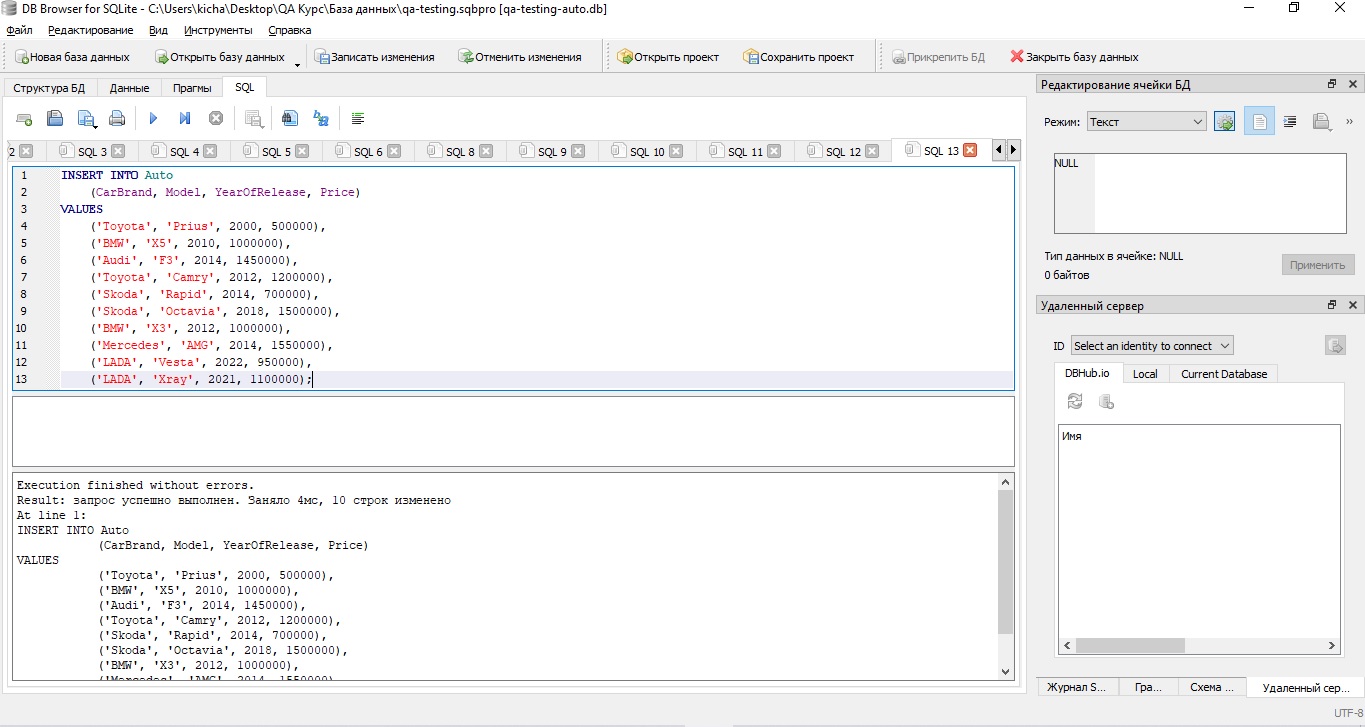 DB Browser for SQLite - C:\Users\kicha\Desktop\QA Курс\База данных\qa-testing.sqbpro [qa-testing-auto.db]
Файл Редактирование Вид Инструменты Справка
Новая база данных Открыть базу данных Записать изменения Отменить изменения Открыть проект Сохранить проект Прикрепить БД Закрыть базу данных
Структура БД Данные Прагмы SQL
2 SQL 3 SQL 4 SQL 5 SQL 6 SQL 8 SQL 9 SQL 10 SQL 11 SQL 12 SQL 13
1 INSERT INTO Auto
2 (CarBrand, Model, YearOfRelease, Price)
3 VALUES
4 ('Toyota', 'Prius', 2000, 500000),
5 ('BMW', 'X5', 2010, 1000000),
6 ('Audi', 'F3', 2014, 1450000),
7 ('Toyota', 'Camry', 2012, 1200000),
8 ('Skoda', 'Rapid', 2014, 700000),
9 ('Skoda', 'Octavia', 2018, 1500000),
10 ('BMW', 'X3', 2012, 1000000),
11 ('Mercedes', 'AMG', 2014, 1550000),
12 ('LADA', 'Vesta', 2022, 950000),
13 ('LADA', 'Xray', 2021, 1100000);
Execution finished without errors.
Result: запрос успешно выполнен. Заняло 4мс, 10 строк изменено
At line 1:
INSERT INTO Auto
(CarBrand, Model, YearOfRelease, Price)
VALUES
('Toyota', 'Prius', 2000, 500000),
('BMW', 'X5', 2010, 1000000),
('Audi', 'F3', 2014, 1450000),
('Toyota', 'Camry', 2012, 1200000),
('Skoda', 'Rapid', 2014, 700000),
('Skoda', 'Octavia', 2018, 1500000),
('BMW', 'X3', 2012, 1000000),
('Mercedes', 'AMG', 2014, 1550000),
Редактирование ячейки БД
Режим: Текст »
NULL
Тип данных в ячейке: NULL
0 байтов
Применить
Удаленный сервер
ID Select an identity to connect
DBHub.io Local Current Database
Имя
Журнал S... Гра... Схема ... Удаленный сер...
UTF-8